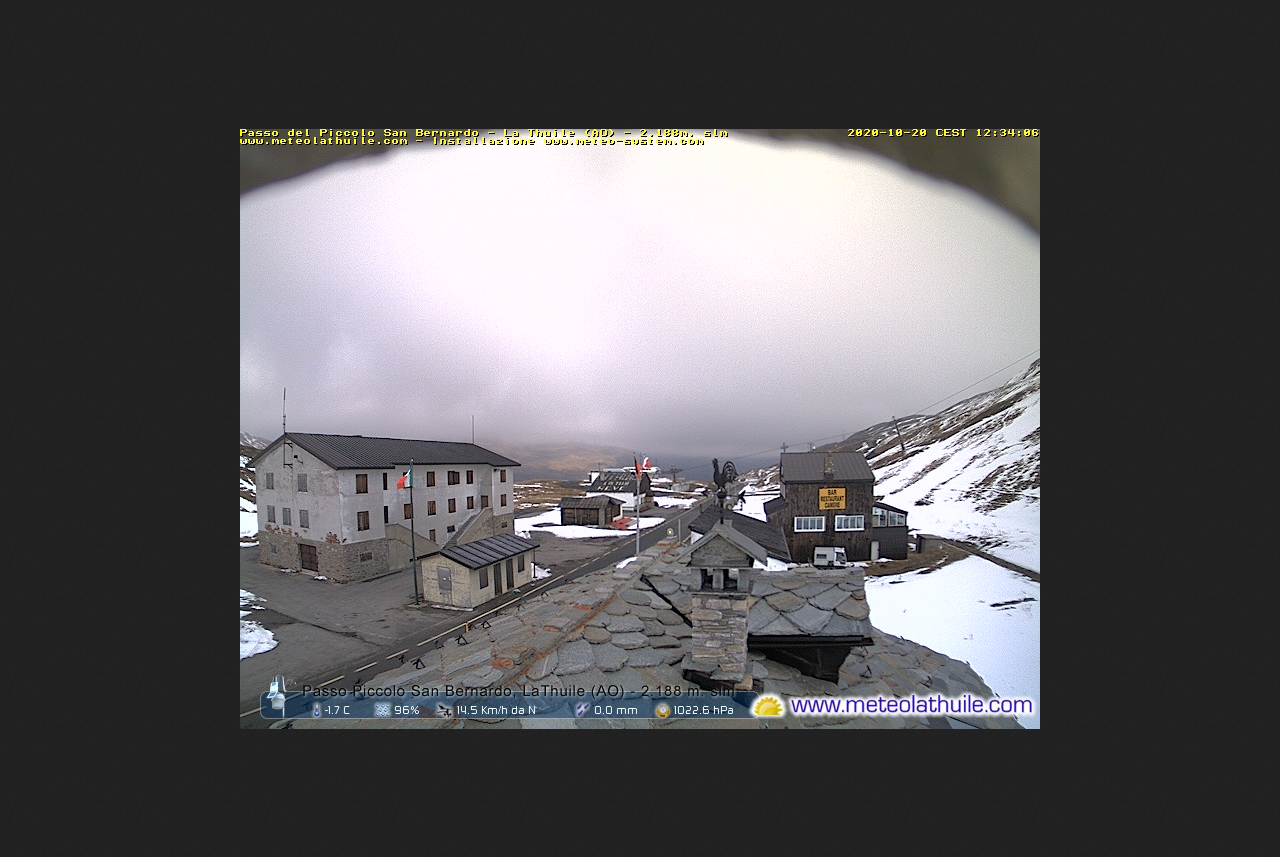 Passo del Piccolo San Bernardo - La Thuile (AO) - 2.188m. slm
2020-10-20 CEST 12:34:06
www.meteolathuile.com - Installazione www.meteo-system.com
BAR
RESTAURANT
Passo Piccolo San Bernardo, LaThuile (AO) - 2.188 m. slm
-1.7 C 96% 14.5 Km/h da N 0.0 mm 1022.6 hPa
www.meteolathuile.com